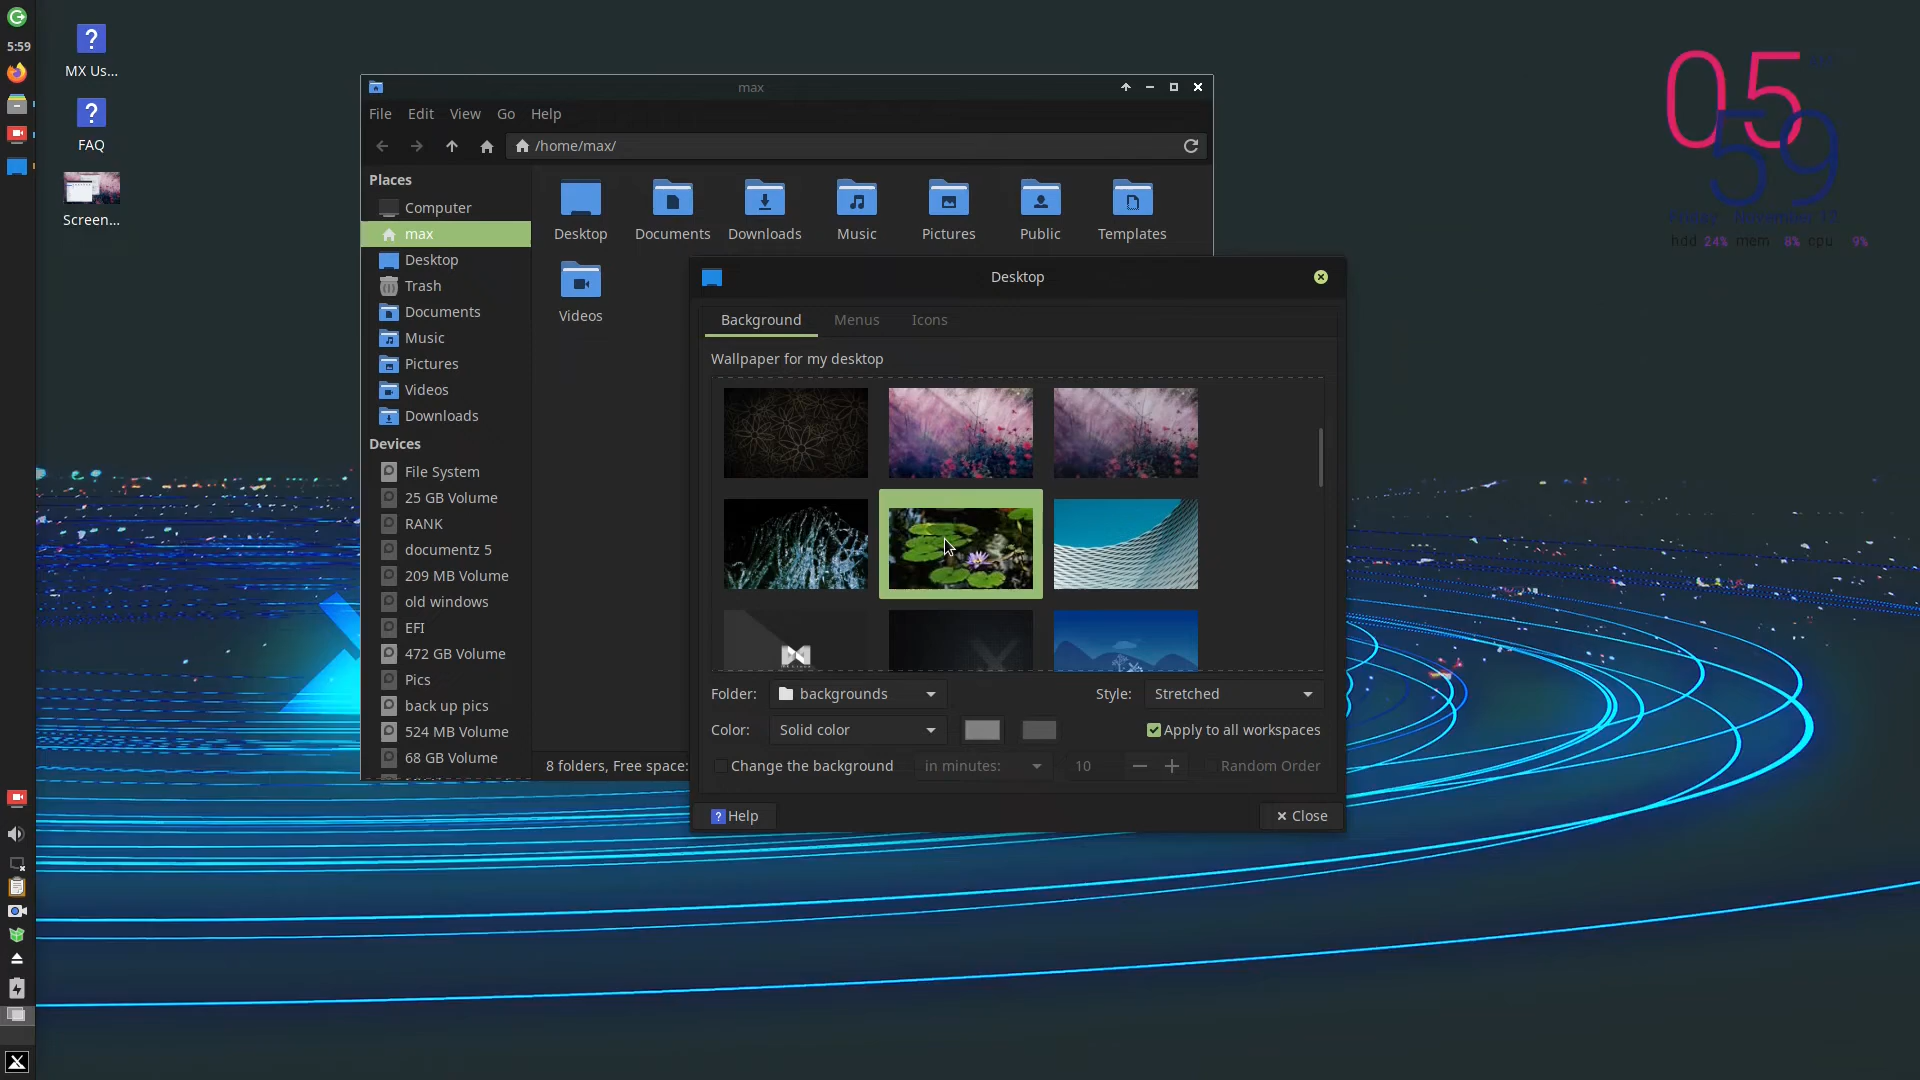 5:59
MX Us...
FAQ
Screen...
05
59
Friday November 12
hdd 24% mem 8% cpu 9%
max
File Edit View Go Help
/home/max/
Places
Computer
max
Desktop
Trash
Documents
Music
Pictures
Videos
Downloads
Devices
File System
25 GB Volume
RANK
documentz 5
209 MB Volume
old windows
EFI
472 GB Volume
Pics
back up pics
524 MB Volume
68 GB Volume
Desktop Documents Downloads Music Pictures Public Templates
Videos
8 folders, Free space:
Desktop
Background Menus Icons
Wallpaper for my desktop
Folder: backgrounds Style: Stretched
Color: Solid color Apply to all workspaces
Change the background in minutes: 10 Random Order
Help Close